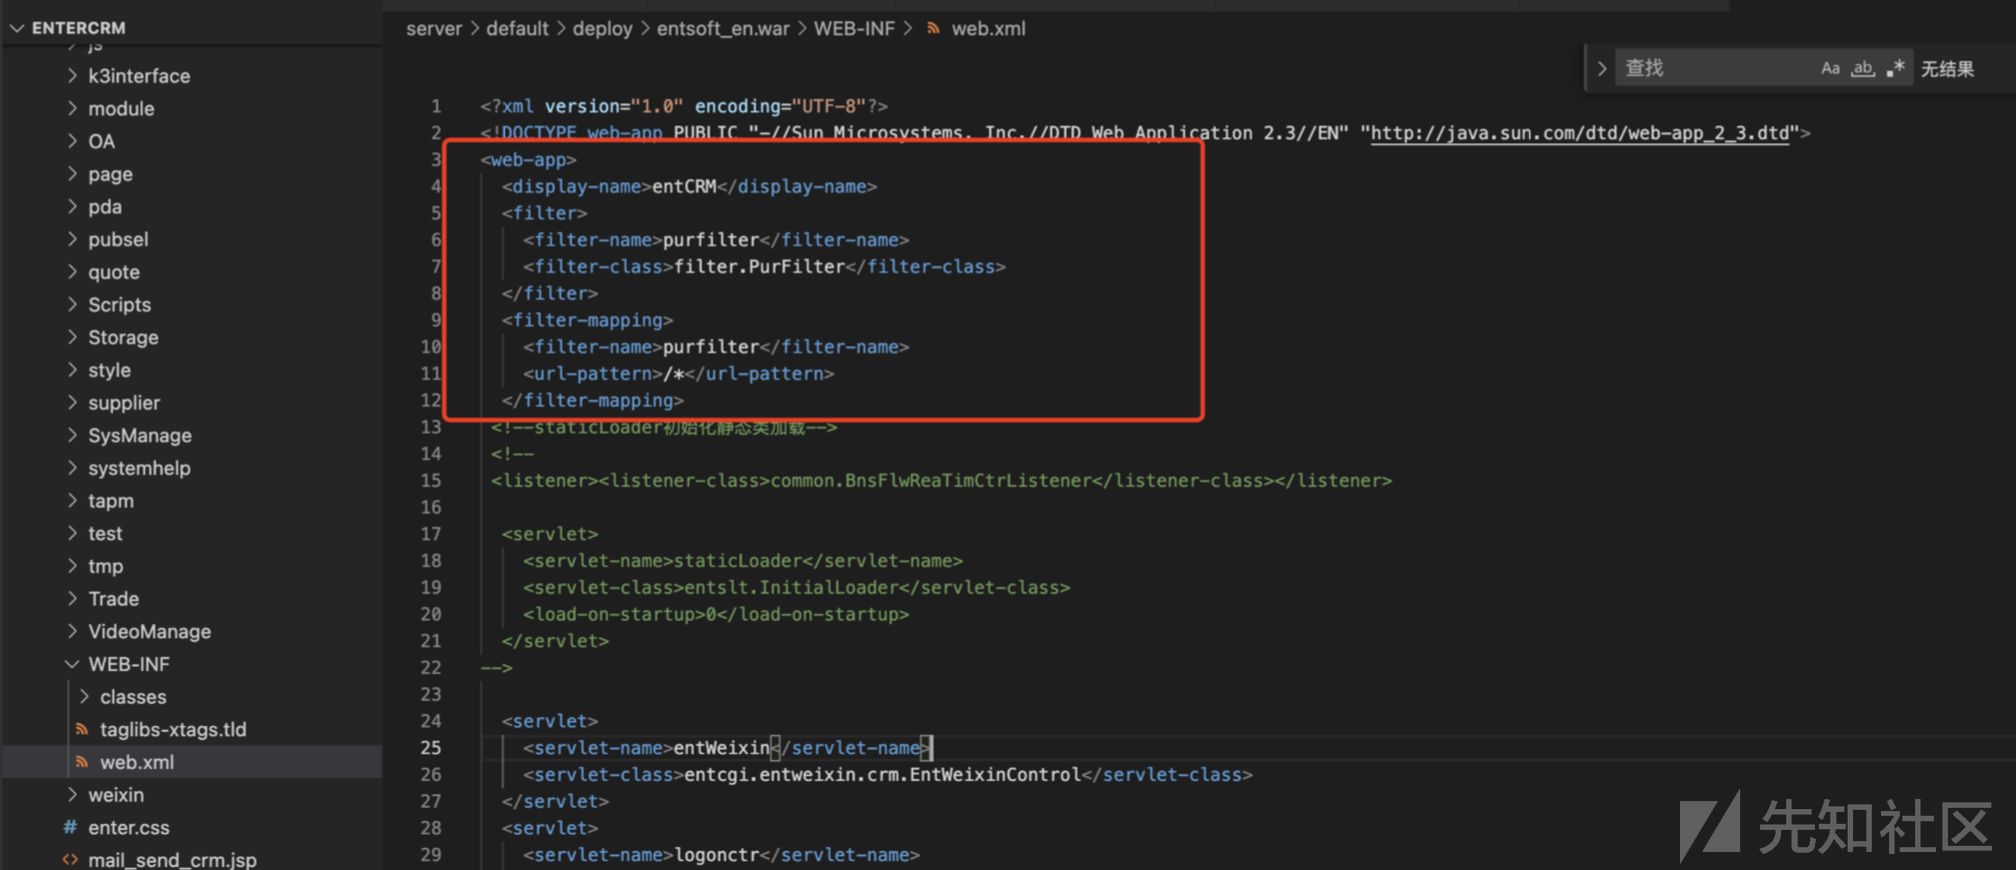 ENTERCRM
js
k3interface
module
OA
page
pda
pubsel
quote
Scripts
Storage
style
supplier
SysManage
systemhelp
tapm
test
tmp
Trade
VideoManage
WEB-INF
classes
taglibs-xtags.tld
web.xml
weixin
# enter.css
<> mail_send_crm.jsp
server > default > deploy > entsoft_en.war > WEB-INF > web.xml
查找 Aa ab .* 无结果
1 <?xml version="1.0" encoding="UTF-8"?>
2 <!DOCTYPE web-app PUBLIC "-//Sun Microsystems, Inc.//DTD Web Application 2.3//EN" "http://java.sun.com/dtd/web-app_2_3.dtd">
3 <web-app>
4 <display-name>entCRM</display-name>
5 <filter>
6 <filter-name>purfilter</filter-name>
7 <filter-class>filter.PurFilter</filter-class>
8 </filter>
9 <filter-mapping>
10 <filter-name>purfilter</filter-name>
11 <url-pattern>/*</url-pattern>
12 </filter-mapping>
13 <!--staticLoader初始化静态类加载-->
14 <!--
15 <listener><listener-class>common.BnsFlwReaTimCtrListener</listener-class></listener>
16
17 <servlet>
18 <servlet-name>staticLoader</servlet-name>
19 <servlet-class>entslt.InitialLoader</servlet-class>
20 <load-on-startup>0</load-on-startup>
21 </servlet>
22 -->
23
24 <servlet>
25 <servlet-name>entWeixin</servlet-name>
26 <servlet-class>entcgi.entweixin.crm.EntWeixinControl</servlet-class>
27 </servlet>
28 <servlet>
29 <servlet-name>logonctr</servlet-name>
先知社区